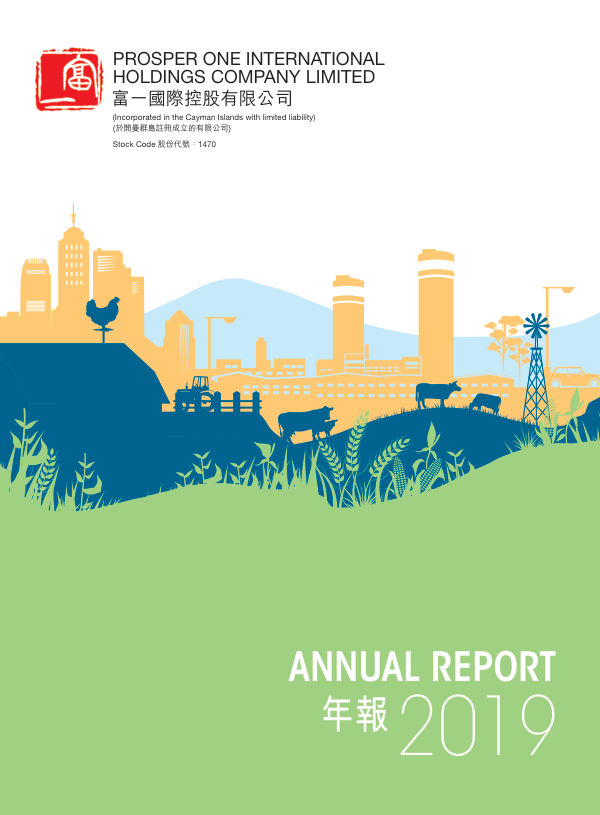 富一
PROSPER ONE INTERNATIONAL
HOLDINGS COMPANY LIMITED
富一國際控股有限公司
(Incorporated in the Cayman Islands with limited liability)
(於開曼群島註冊成立的有限公司)
Stock Code 股份代號：1470
ANNUAL REPORT
年報 2019